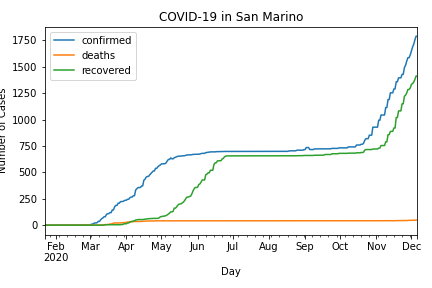 COVID-19 in San Marino
confirmed
deaths
recovered
Number of Cases
1750
1500
1250
1000
750
500
250
0
Feb Mar Apr May Jun Jul Aug Sep Oct Nov Dec
2020
Day